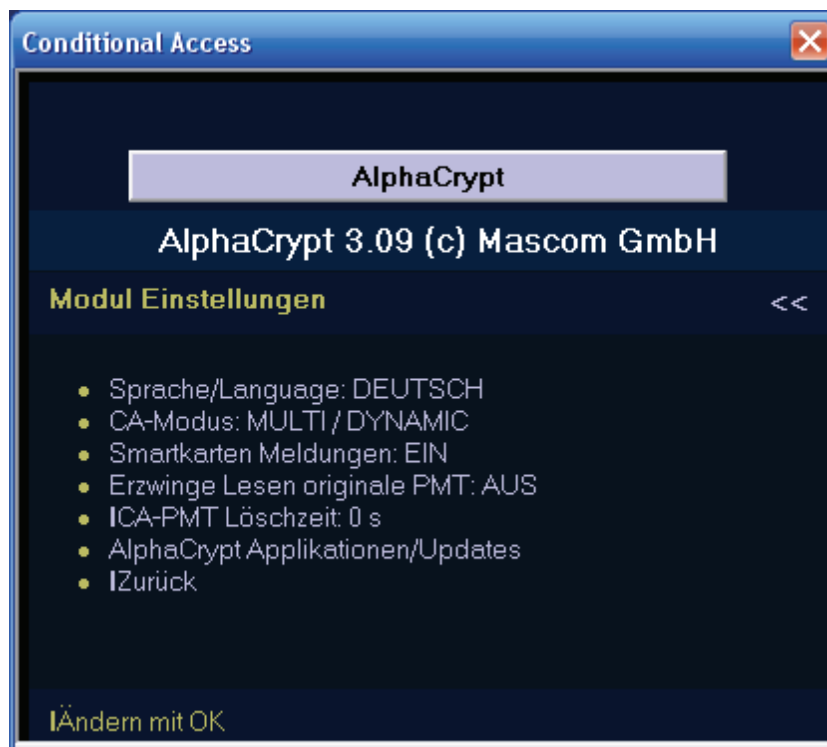 Conditional Access
AlphaCrypt
AlphaCrypt 3.09 (c) Mascom GmbH
Modul Einstellungen <<
Sprache/Language: DEUTSCH
CA-Modus: MULTI / DYNAMIC
Smartkarten Meldungen: EIN
Erzwinge Lesen originale PMT: AUS
ICA-PMT Löschzeit: 0 s
AlphaCrypt Applikationen/Updates
IZurück
IÄndern mit OK